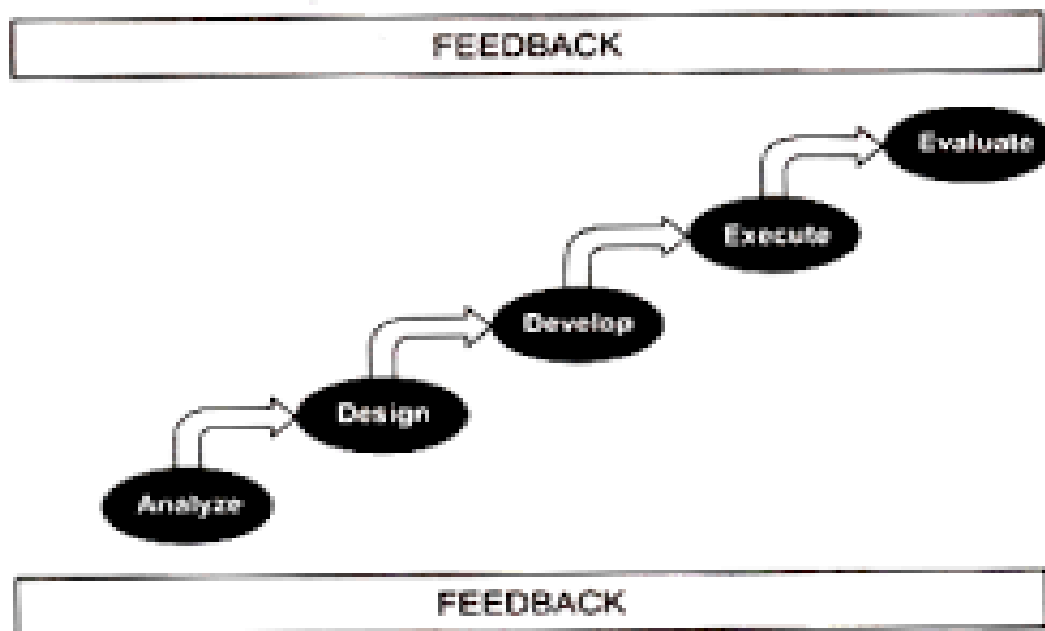 FEEDBACK
Evaluate
Execute
Develop
Design
Analyze
FEEDBACK